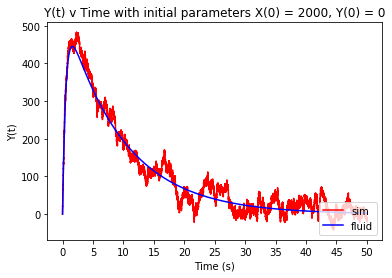 Y(t) v Time with initial parameters X(0) = 2000, Y(0) = 0
500
400
300
200
100
0
Y(t)
0 5 10 15 20 25 30 35 40 45 50
Time (s)
sim
fluid